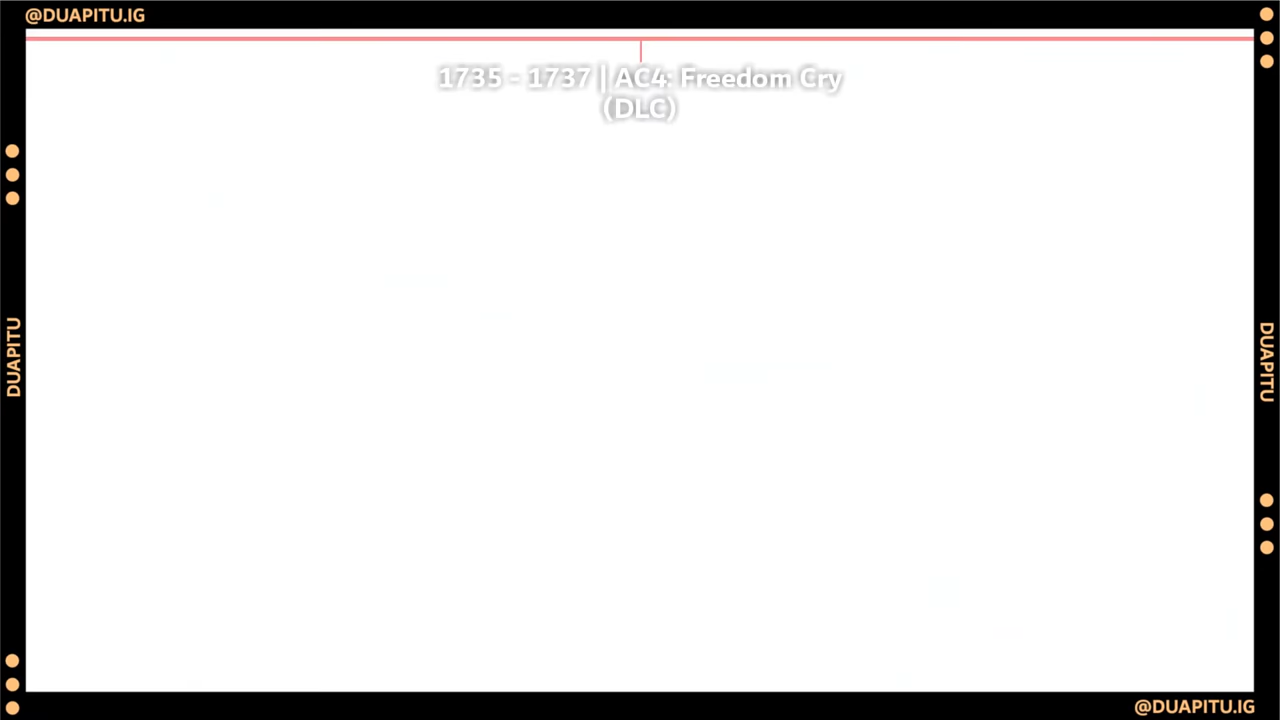 @DUAPITU.IG
1735 - 1737 | AC4: Freedom Cry
(DLC)
DUAPITU
DUAPITU
@DUAPITU.IG